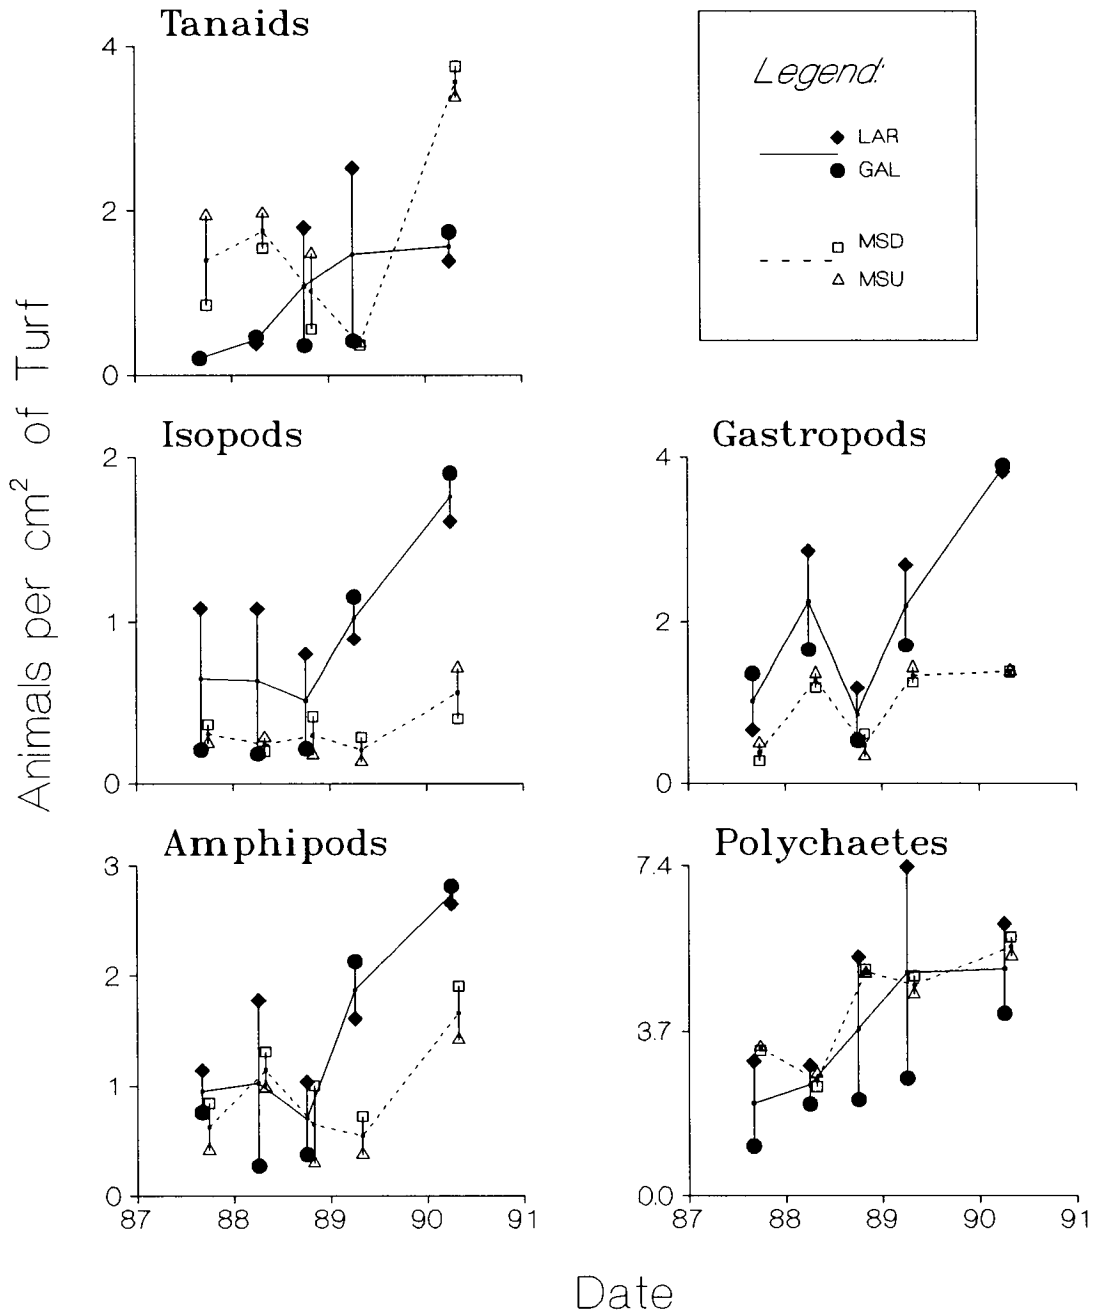 Tanaids
4
2
0
Legend:
LAR
GAL
MSD
MSU
Animals per cm² of Turf
Isopods
2
1
0
Gastropods
4
2
0
Amphipods
3
2
1
0
87 88 89 90 91
Polychaetes
7.4
3.7
0.0
87 88 89 90 91
Date